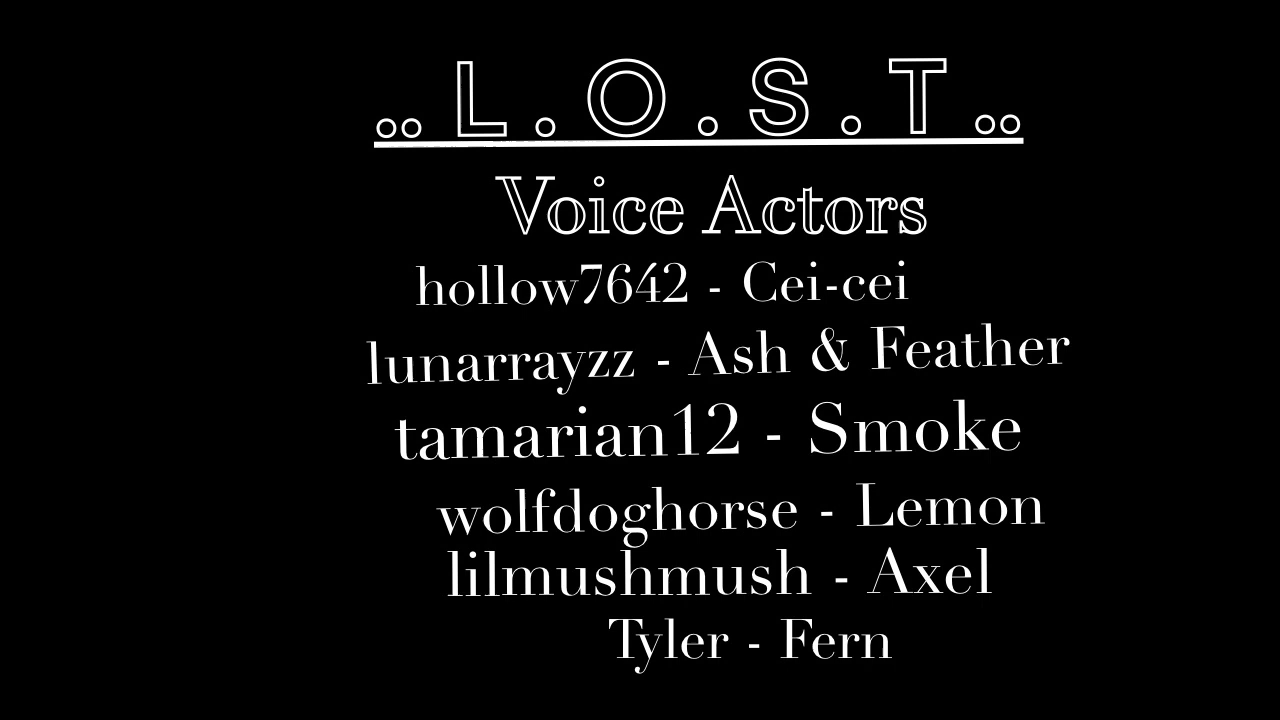 .. L . O . S . T ..
Voice Actors
hollow7642 - Cei-cei
lunarrayzz - Ash & Feather
tamarian12 - Smoke
wolfdoghorse - Lemon
lilmushmush - Axel
Tyler - Fern